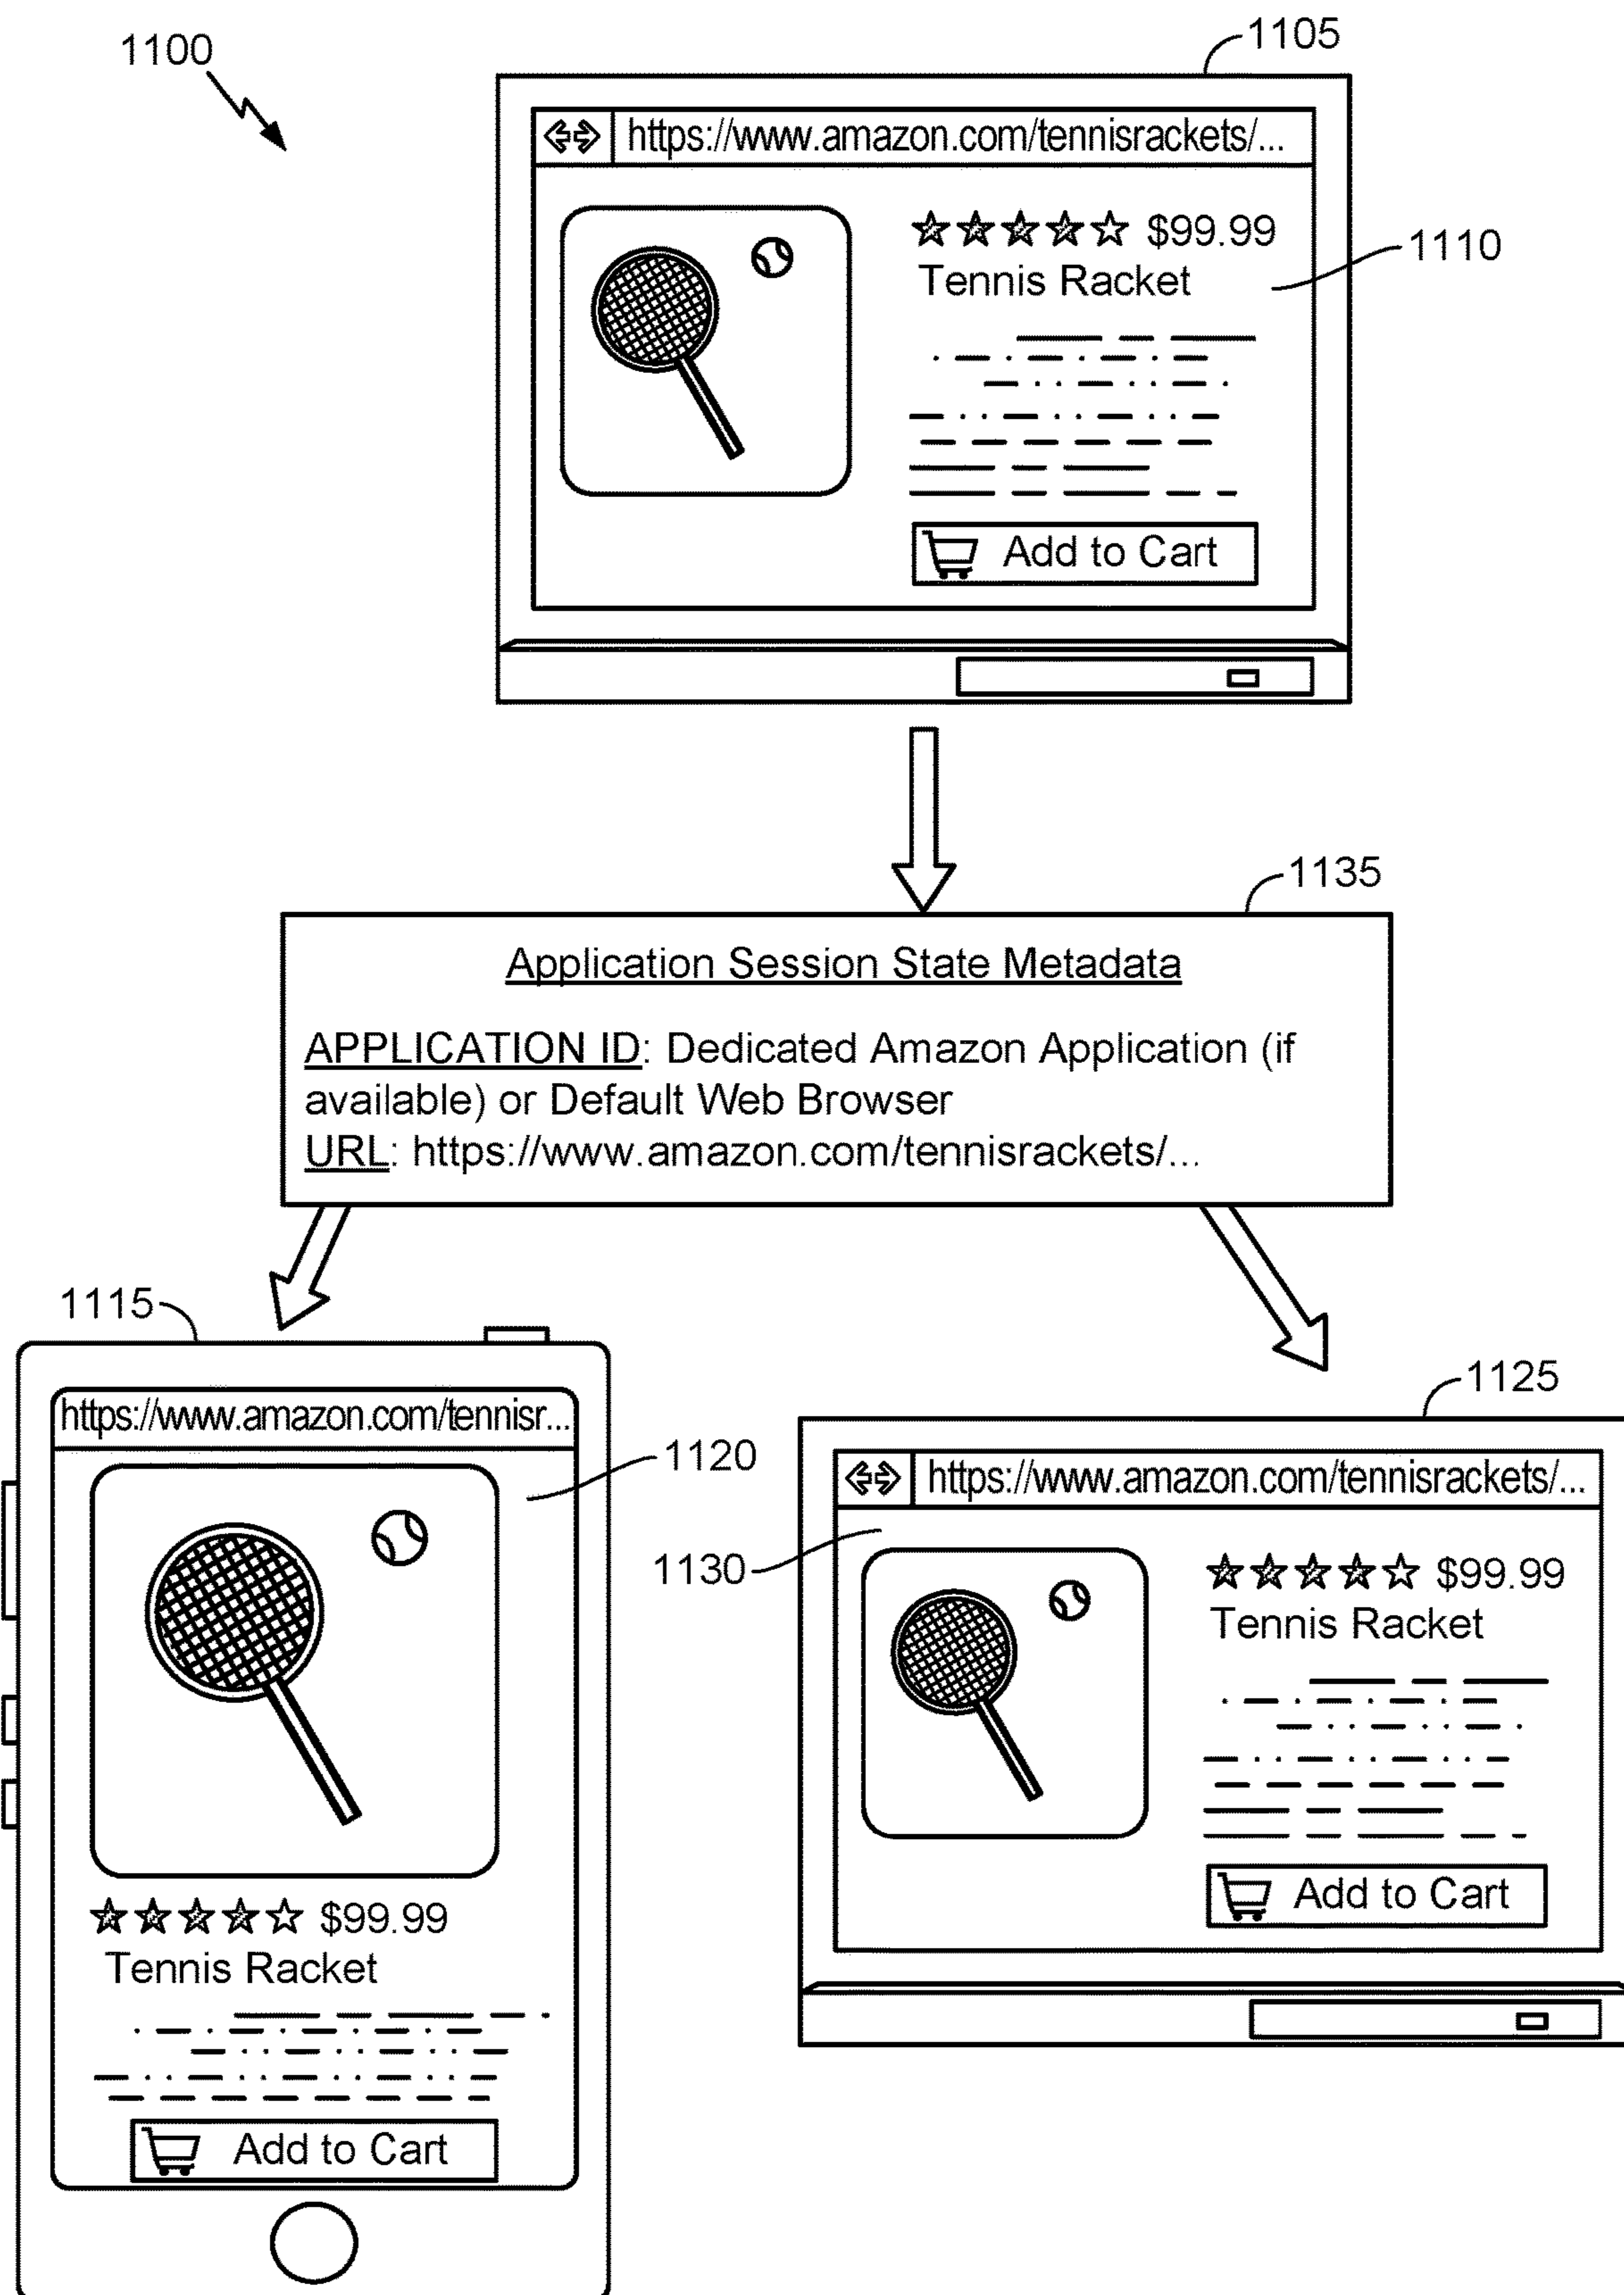 1100
1105
https://www.amazon.com/tennisrackets/...
$99.99
1110
Tennis Racket
Add to Cart
1135
Application Session State Metadata
APPLICATION ID: Dedicated Amazon Application (if
available) or Default Web Browser
URL: https://www.amazon.com/tennisrackets/...
1115
https://www.amazon.com/tennisr...
1120
$99.99
Tennis Racket
Add to Cart
1125
https://www.amazon.com/tennisrackets/...
1130
$99.99
Tennis Racket
Add to Cart